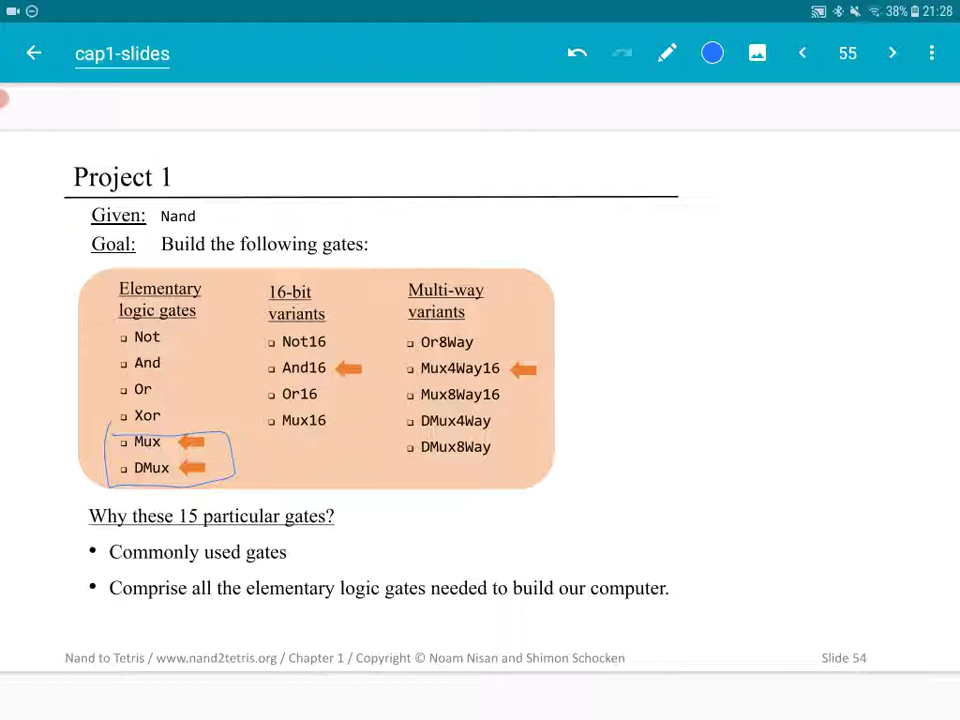 38% 21:28
cap1-slides
55
Project 1
Given: Nand
Goal: Build the following gates:
Elementary
logic gates
Not
And
Or
Xor
Mux
DMux
16-bit
variants
Not16
And16
Or16
Mux16
Multi-way
variants
Or8Way
Mux4Way16
Mux8Way16
DMux4Way
DMux8Way
Why these 15 particular gates?
• Commonly used gates
• Comprise all the elementary logic gates needed to build our computer.
Nand to Tetris / www.nand2tetris.org / Chapter 1 / Copyright © Noam Nisan and Shimon Schocken Slide 54